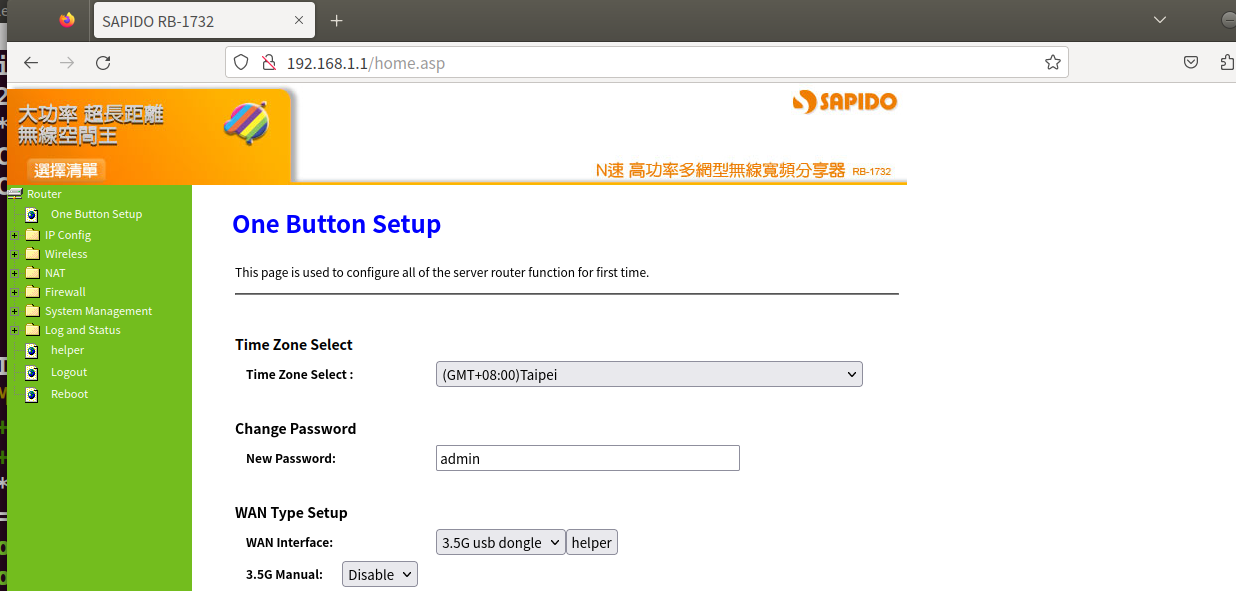 SAPIDO RB-1732
192.168.1.1/home.asp
大功率 超長距離
無線空間王
選擇清單
SAPIDO
N速 高功率多網型無線寬頻分享器 RB-1732
Router
One Button Setup
IP Config
Wireless
NAT
Firewall
System Management
Log and Status
helper
Logout
Reboot
One Button Setup
This page is used to configure all of the server router function for first time.
Time Zone Select
Time Zone Select : (GMT+08:00)Taipei
Change Password
New Password: admin
WAN Type Setup
WAN Interface: 3.5G usb dongle helper
3.5G Manual: Disable